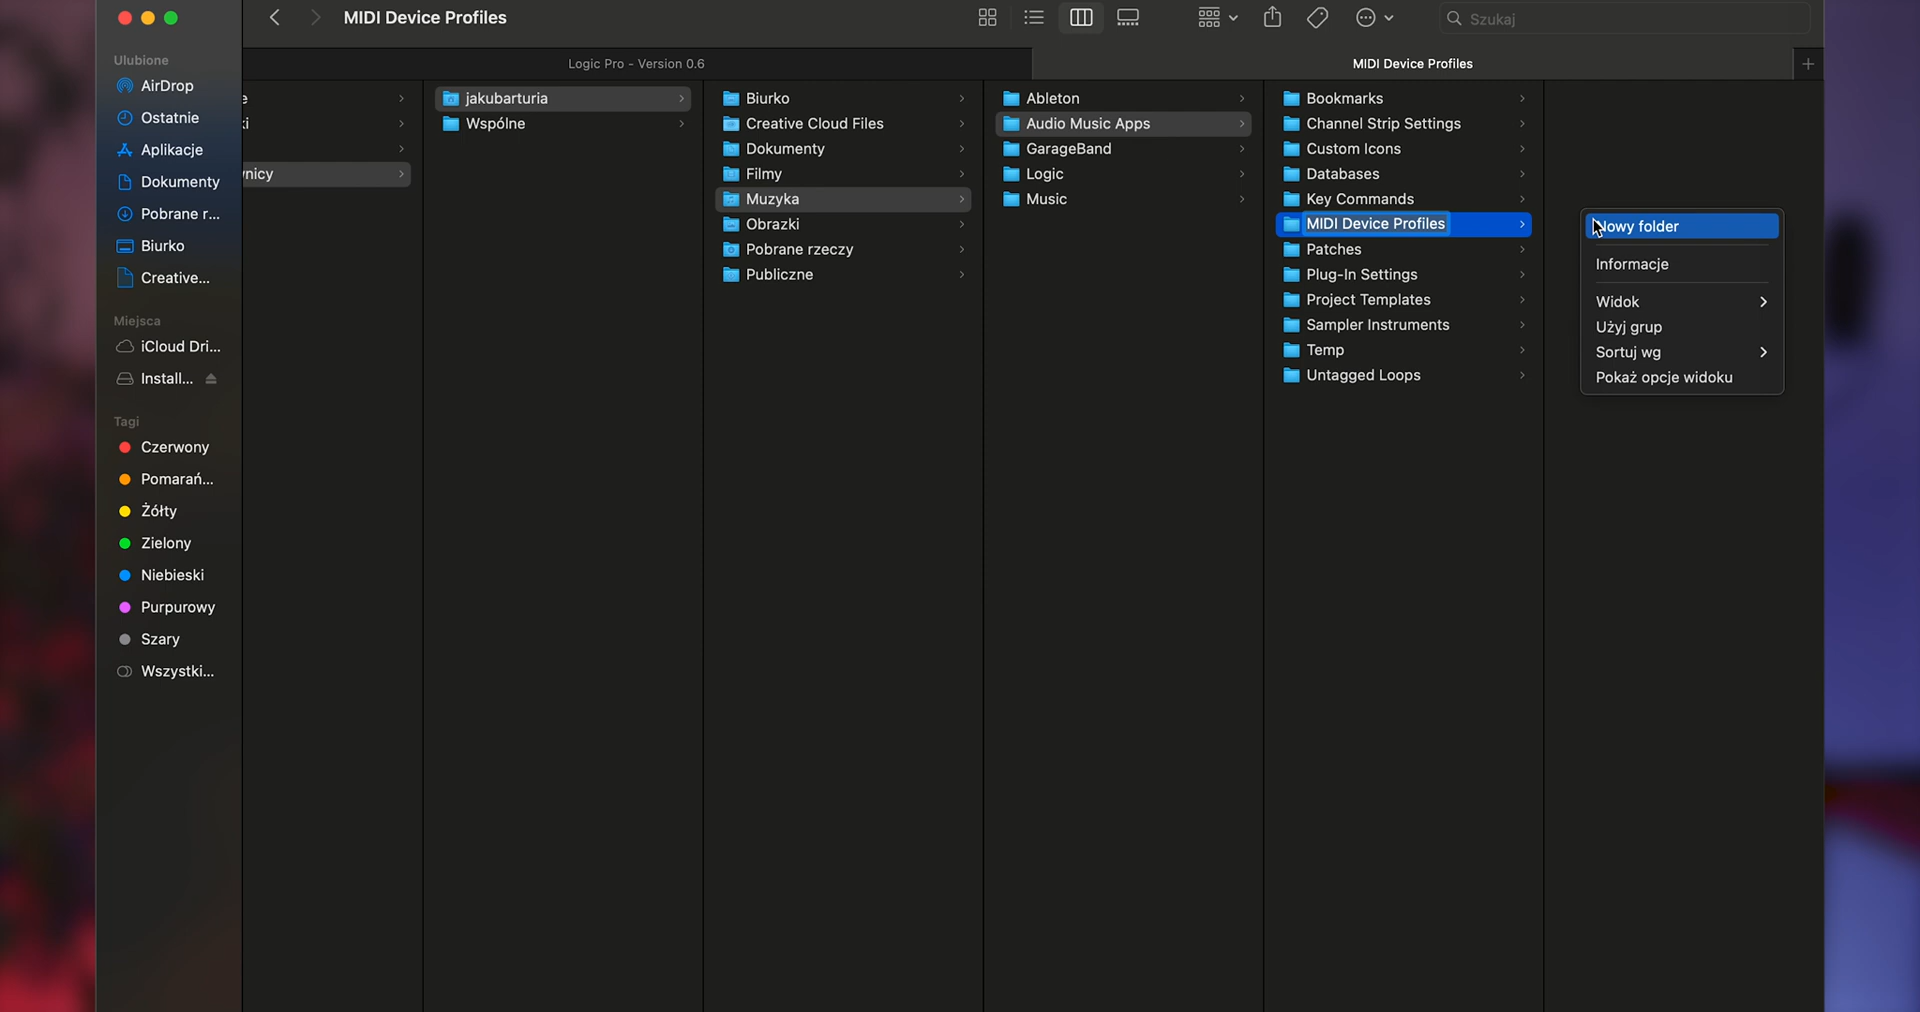 MIDI Device Profiles
Szukaj
Logic Pro - Version 0.6
MIDI Device Profiles
Ulubione
AirDrop
Ostatnie
Aplikacje
Dokumenty
Pobrane r...
Biurko
Creative...
Miejsca
iCloud Dri...
Install...
Tagi
Czerwony
Pomarań...
Żółty
Zielony
Niebieski
Purpurowy
Szary
Wszystki...
e
ki
nicy
jakubarturia
Wspólne
Biurko
Creative Cloud Files
Dokumenty
Filmy
Muzyka
Obrazki
Pobrane rzeczy
Publiczne
Ableton
Audio Music Apps
GarageBand
Logic
Music
Bookmarks
Channel Strip Settings
Custom Icons
Databases
Key Commands
MIDI Device Profiles
Patches
Plug-In Settings
Project Templates
Sampler Instruments
Temp
Untagged Loops
Nowy folder
Informacje
Widok
Użyj grup
Sortuj wg
Pokaż opcje widoku